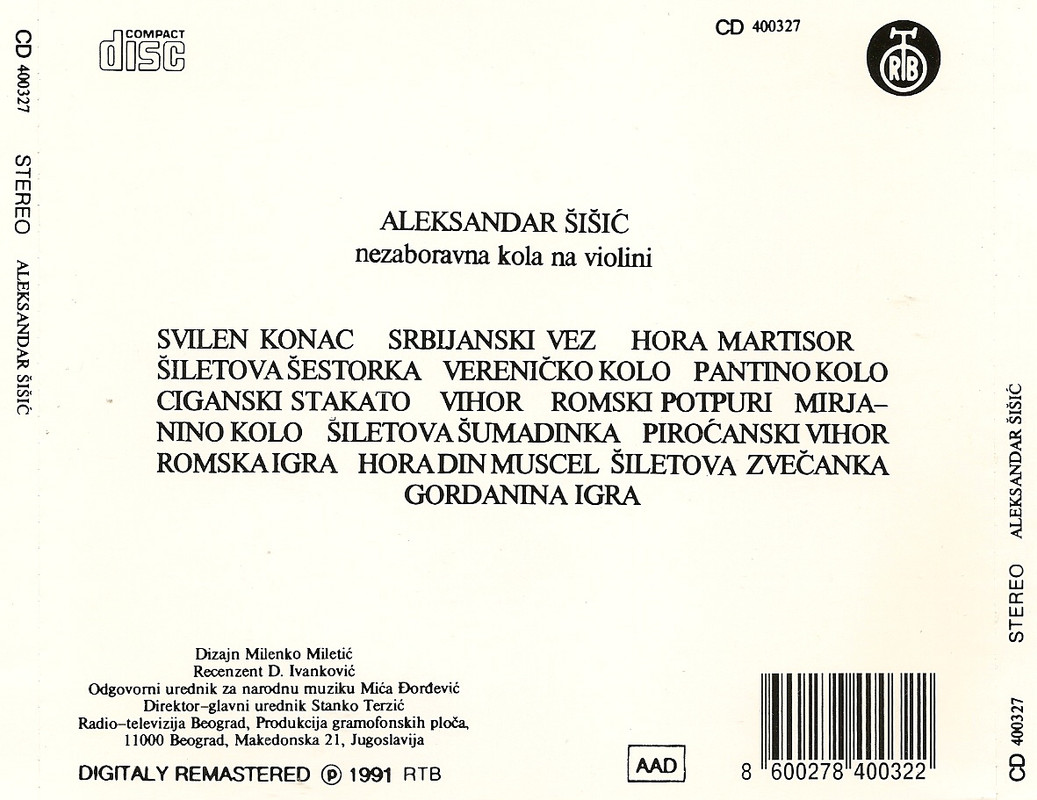 CD 400327 STEREO ALEKSANDAR ŠIŠIĆ
COMPACT
disc
CD 400327
RTB
ALEKSANDAR ŠIŠIĆ
nezaboravna kola na violini
SVILEN KONAC SRBIJANSKI VEZ HORA MARTISOR
ŠILETOVA ŠESTORKA VERENIČKO KOLO PANTINO KOLO
CIGANSKI STAKATO VIHOR ROMSKI POTPURI MIRJA–
NINO KOLO ŠILETOVA ŠUMADINKA PIROĆANSKI VIHOR
ROMSKA IGRA HORA DIN MUSCEL ŠILETOVA ZVEČANKA
GORDANINA IGRA
Dizajn Milenko Miletić
Recenzent D. Ivanković
Odgovorni urednik za narodnu muziku Mića Đorđević
Direktor–glavni urednik Stanko Terzić
Radio–televizija Beograd, Produkcija gramofonskih ploča,
11000 Beograd, Makedonska 21, Jugoslavija
DIGITALY REMASTERED ℗ 1991 RTB
AAD
8 600278 400322
CD 400327 STEREO ALEKSANDAR ŠIŠIĆ